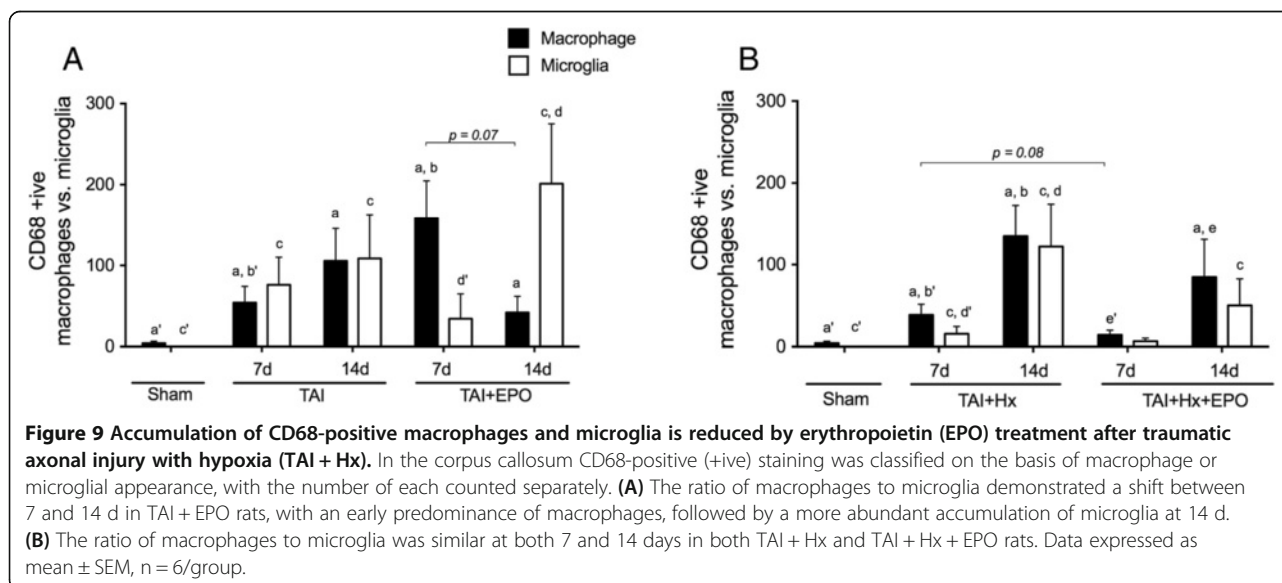 A
Macrophage
Microglia
B
CD68 +ive
macrophages vs. microglia
300
200
100
0
a'
c'
a, b'
c
a
c
a, b
p = 0.07
d'
a
c, d
7d
14d
7d
14d
Sham
TAI
TAI+EPO
CD68 +ive
macrophages vs. microglia
300
200
100
0
a'
c'
a, b'
c, d'
p = 0.08
a, b
c, d
e'
a, e
c
7d
14d
7d
14d
Sham
TAI+Hx
TAI+Hx+EPO
Figure 9 Accumulation of CD68-positive macrophages and microglia is reduced by erythropoietin (EPO) treatment after traumatic
axonal injury with hypoxia (TAI + Hx). In the corpus callosum CD68-positive (+ive) staining was classified on the basis of macrophage or
microglial appearance, with the number of each counted separately. (A) The ratio of macrophages to microglia demonstrated a shift between
7 and 14 d in TAI + EPO rats, with an early predominance of macrophages, followed by a more abundant accumulation of microglia at 14 d.
(B) The ratio of macrophages to microglia was similar at both 7 and 14 days in both TAI + Hx and TAI + Hx + EPO rats. Data expressed as
mean ± SEM, n = 6/group.